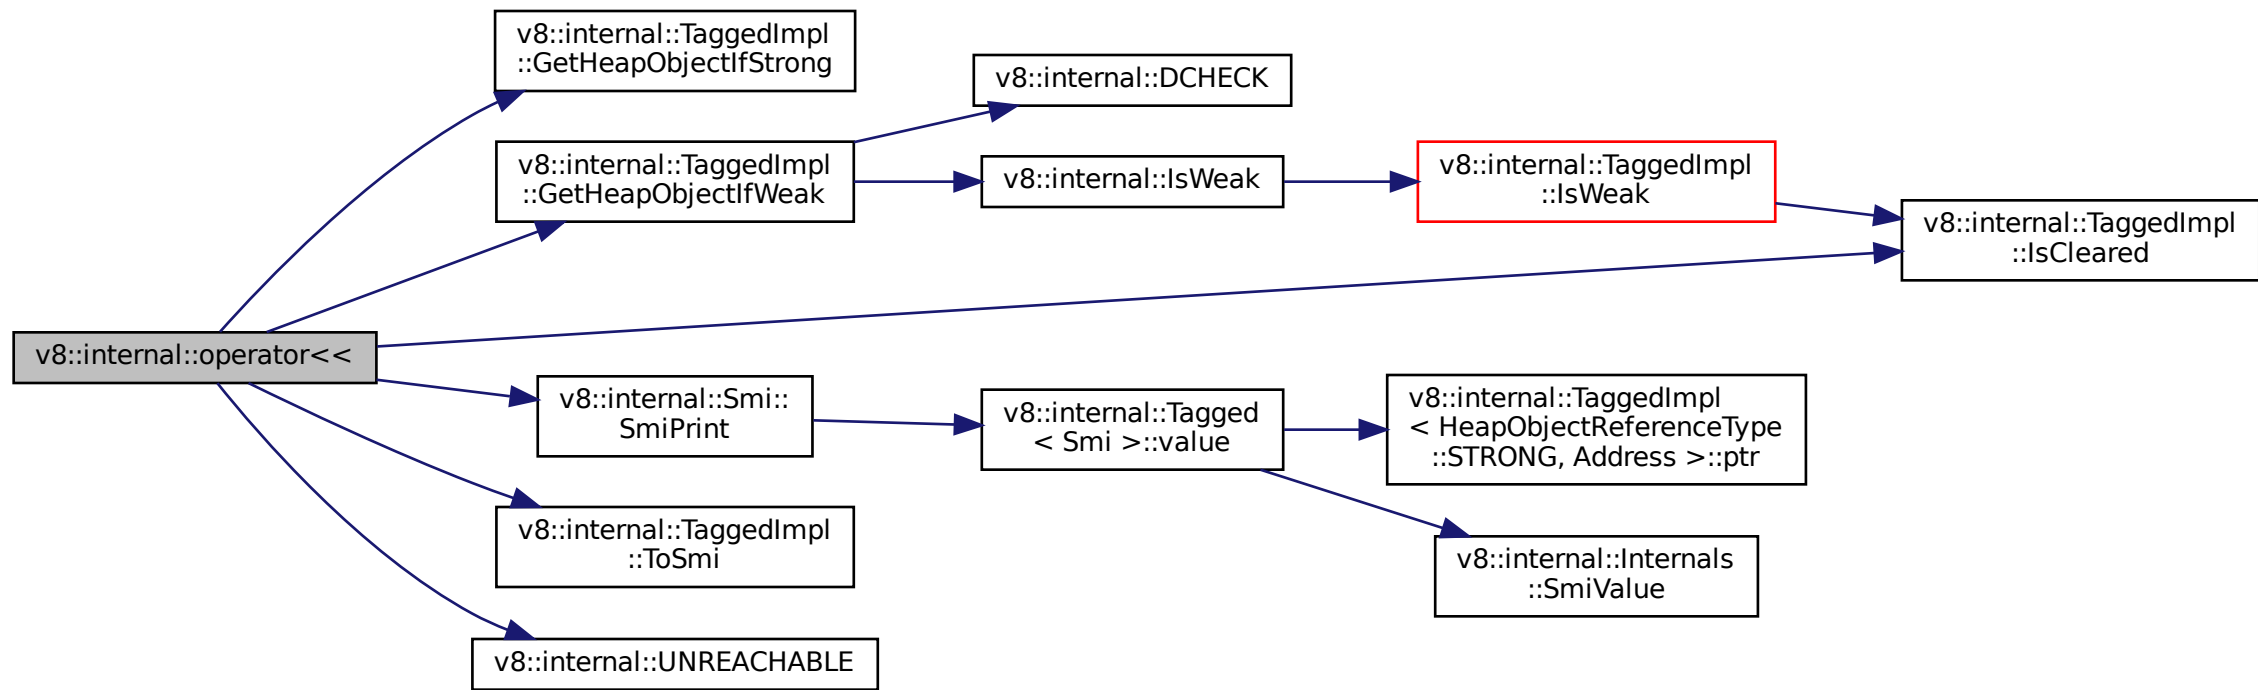 v8::internal::TaggedImpl
::GetHeapObjectIfStrong
v8::internal::DCHECK
v8::internal::TaggedImpl
::GetHeapObjectIfWeak
v8::internal::IsWeak
v8::internal::TaggedImpl
::IsWeak
v8::internal::TaggedImpl
::IsCleared
v8::internal::operator<<
v8::internal::Smi::
SmiPrint
v8::internal::Tagged
< Smi >::value
v8::internal::TaggedImpl
< HeapObjectReferenceType
::STRONG, Address >::ptr
v8::internal::TaggedImpl
::ToSmi
v8::internal::Internals
::SmiValue
v8::internal::UNREACHABLE